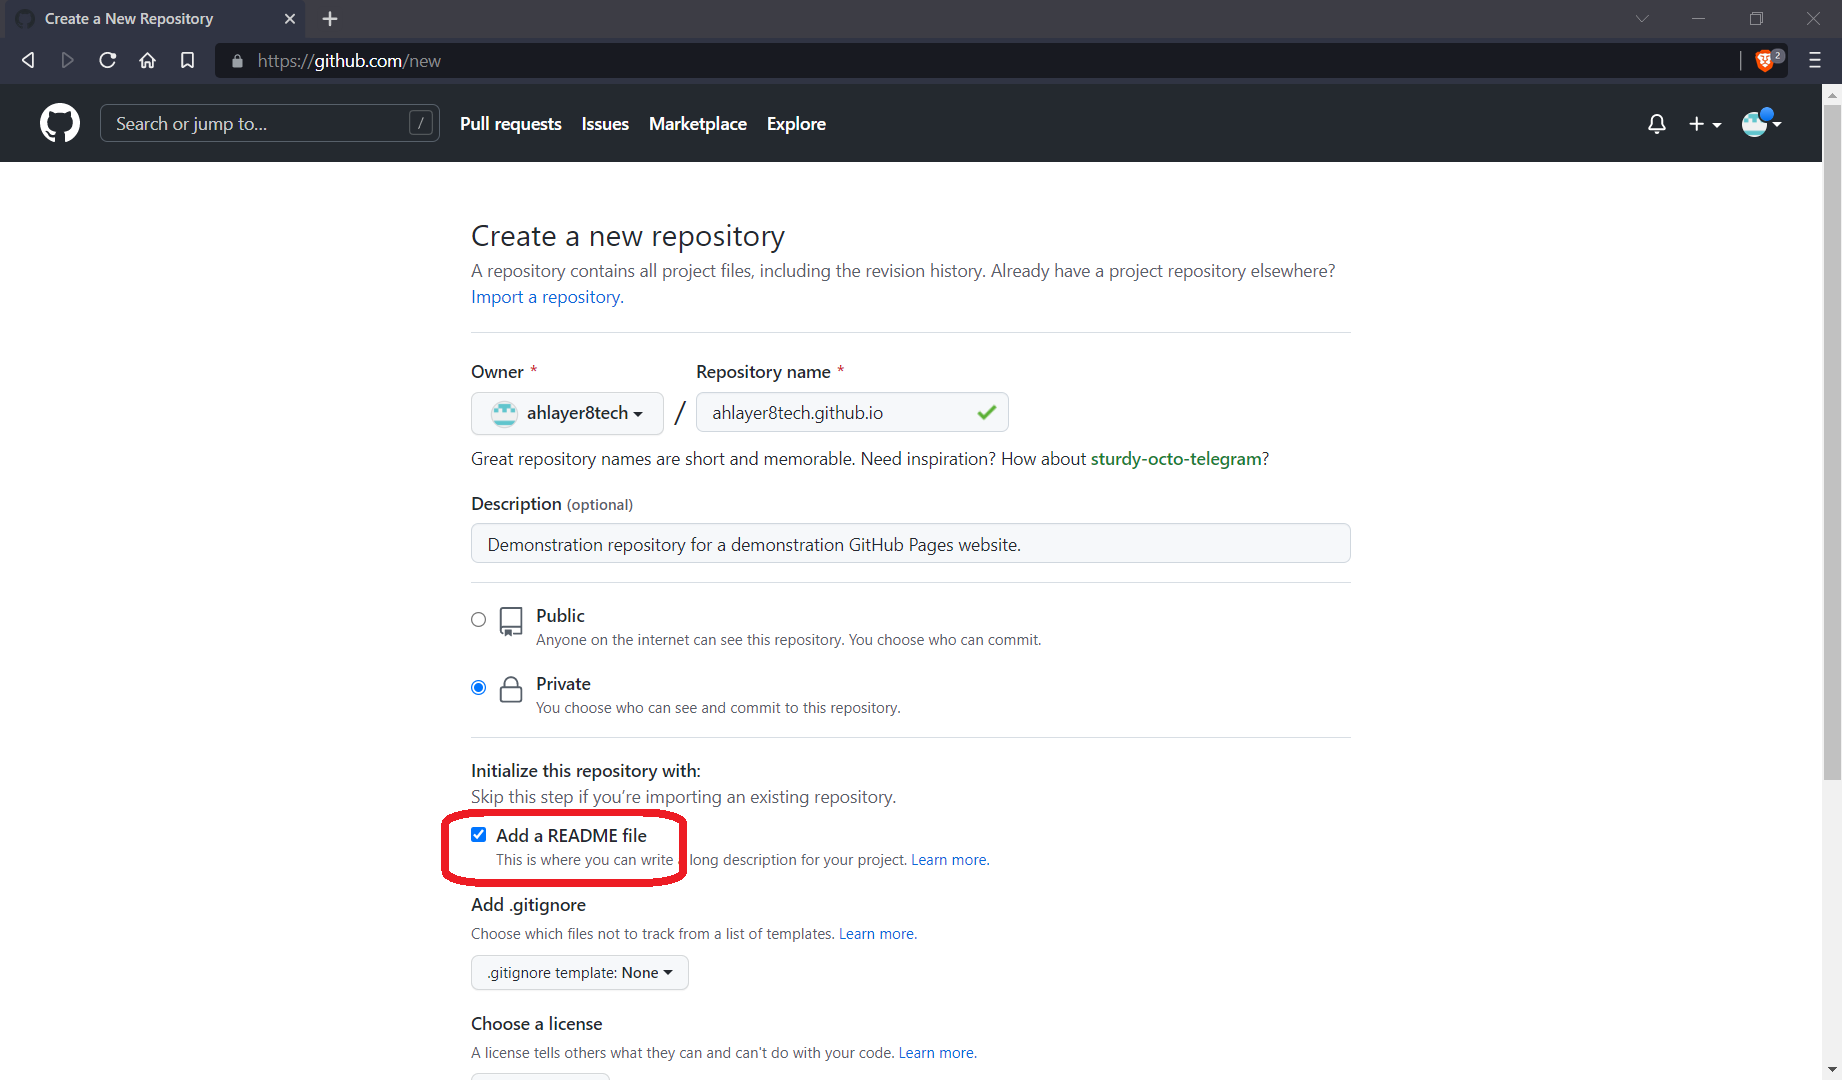 Create a New Repository
https://github.com/new
2
Search or jump to... /
Pull requests Issues Marketplace Explore
Create a new repository
A repository contains all project files, including the revision history. Already have a project repository elsewhere?
Import a repository.
Owner * Repository name *
ahlayer8tech / ahlayer8tech.github.io
Great repository names are short and memorable. Need inspiration? How about sturdy-octo-telegram?
Description (optional)
Demonstration repository for a demonstration GitHub Pages website.
Public
Anyone on the internet can see this repository. You choose who can commit.
Private
You choose who can see and commit to this repository.
Initialize this repository with:
Skip this step if you’re importing an existing repository.
Add a README file
This is where you can write a long description for your project. Learn more.
Add .gitignore
Choose which files not to track from a list of templates. Learn more.
.gitignore template: None
Choose a license
A license tells others what they can and can't do with your code. Learn more.